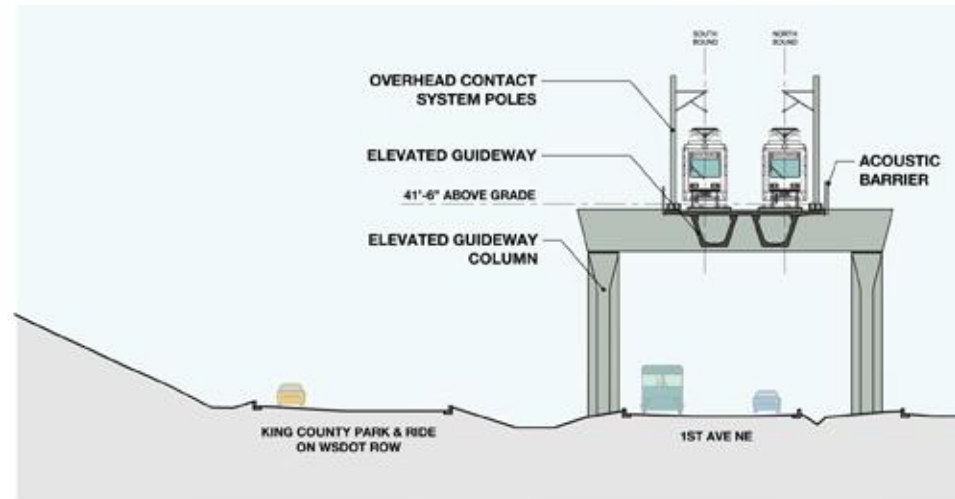 SOUTH
BOUND
NORTH
BOUND
OVERHEAD CONTACT
SYSTEM POLES
ELEVATED GUIDEWAY
ACOUSTIC
BARRIER
41'-6" ABOVE GRADE
ELEVATED GUIDEWAY
COLUMN
KING COUNTY PARK & RIDE
ON WSDOT ROW
1ST AVE NE